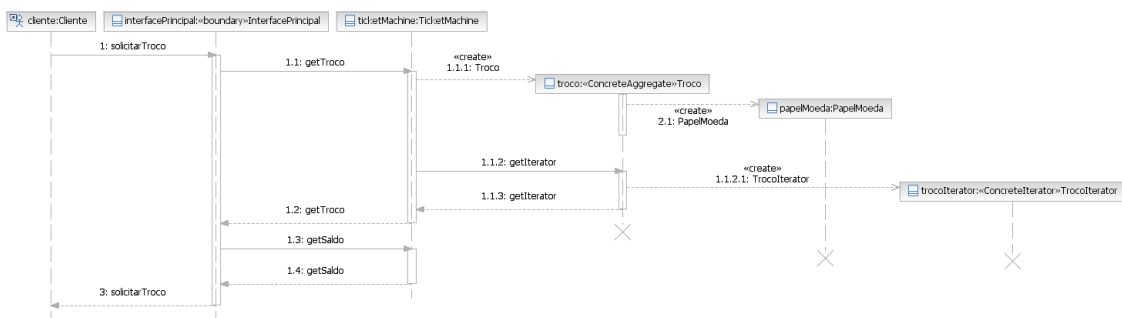 cliente:Cliente
interfacePrincipal:«boundary»InterfacePrincipal
ticketMachine:TicketMachine
1: solicitarTroco
1.1: getTroco
«create»
1.1.1: Troco
troco:«ConcreteAggregate»Troco
«create»
2.1: PapelMoeda
papelMoeda:PapelMoeda
1.1.2: getIterator
«create»
1.1.2.1: TrocoIterator
trocoIterator:«ConcreteIterator»TrocoIterator
1.1.3: getIterator
1.2: getTroco
1.3: getSaldo
1.4: getSaldo
3: solicitarTroco